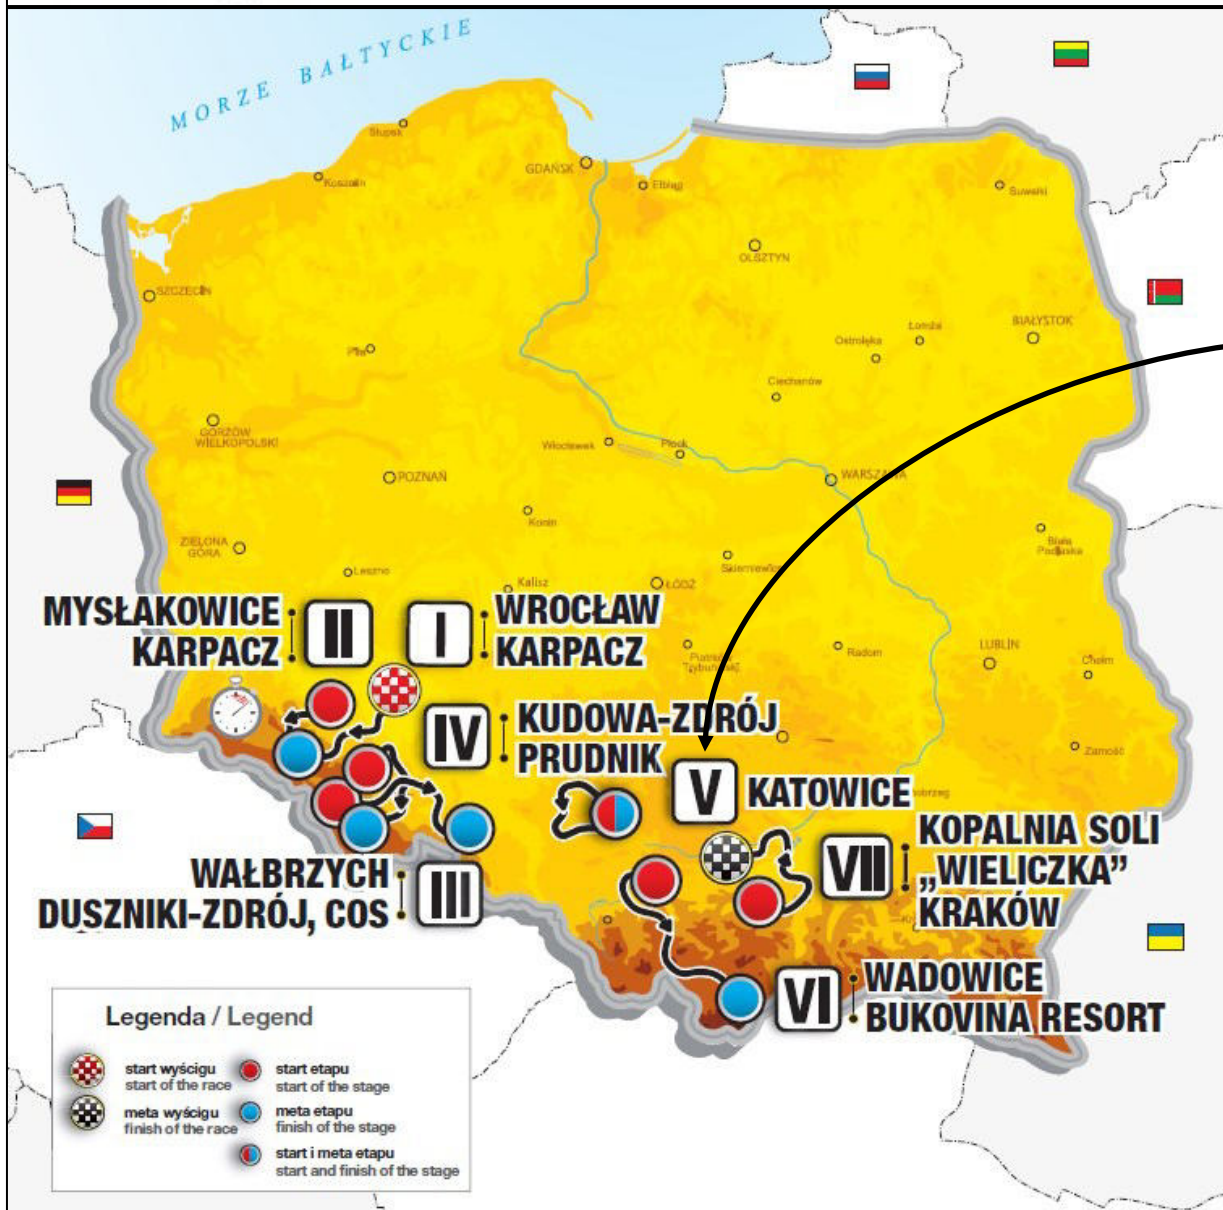 MORZE BAŁTYCKIE
Słupsk
Koszalin
GDAŃSK
Elbląg
Suwałki
OLSZTYN
SZCZECIN
BIAŁYSTOK
Łomża
Ostrołęka
Piła
Ciechanów
GORZÓW
WIELKOPOLSKI
Włocławek
Płock
POZNAŃ
WARSZAWA
Konin
ZIELONA
GÓRA
Biała
Podlaska
Leszno
Skierniewice
Kalisz
ŁÓDŹ
MYSŁAKOWICE
KARPACZ
II
I
WROCŁAW
KARPACZ
Piotrków
Trybunalski
Radom
LUBLIN
Chełm
IV
KUDOWA-ZDRÓJ
PRUDNIK
Zamość
V
KATOWICE
KOPALNIA SOLI
„WIELICZKA”
KRAKÓW
VII
WAŁBRZYCH
DUSZNIKI-ZDRÓJ, COS
III
VI
WADOWICE
BUKOVINA RESORT
Legenda / Legend
start wyścigu
start of the race
meta wyścigu
finish of the race
start etapu
start of the stage
meta etapu
finish of the stage
start i meta etapu
start and finish of the stage